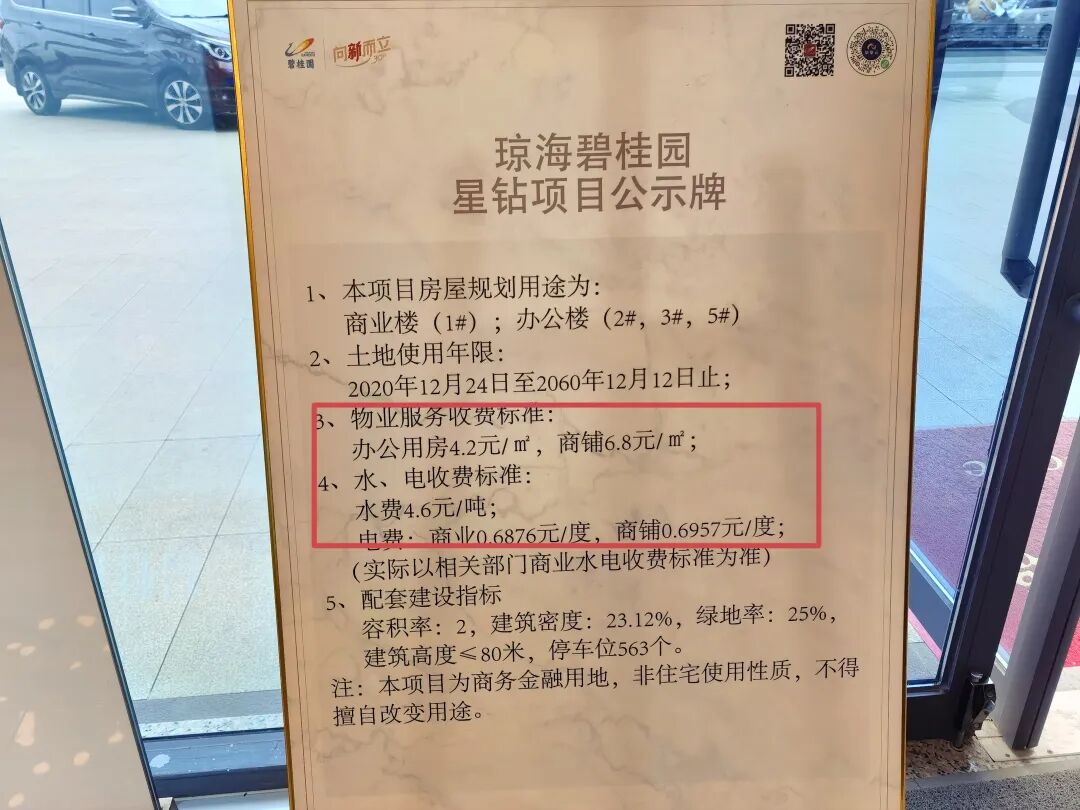 碧桂园
向新而立
30th
琼海碧桂园
星钻项目公示牌
1、本项目房屋规划用途为:
商业楼（1#）; 办公楼（2#, 3#, 5#）
2、土地使用年限:
2020年12月24日至2060年12月12日止;
3、物业服务收费标准:
办公用房4.2元/㎡, 商铺6.8元/㎡;
4、水、电收费标准:
水费4.6元/吨;
电费: 商业0.6876元/度, 商铺0.6957元/度;
(实际以相关部门商业水电收费标准为准)
5、配套建设指标
容积率: 2, 建筑密度: 23.12%, 绿地率: 25%,
建筑高度≤80米, 停车位563个。
注: 本项目为商务金融用地, 非住宅使用性质, 不得
擅自改变用途。